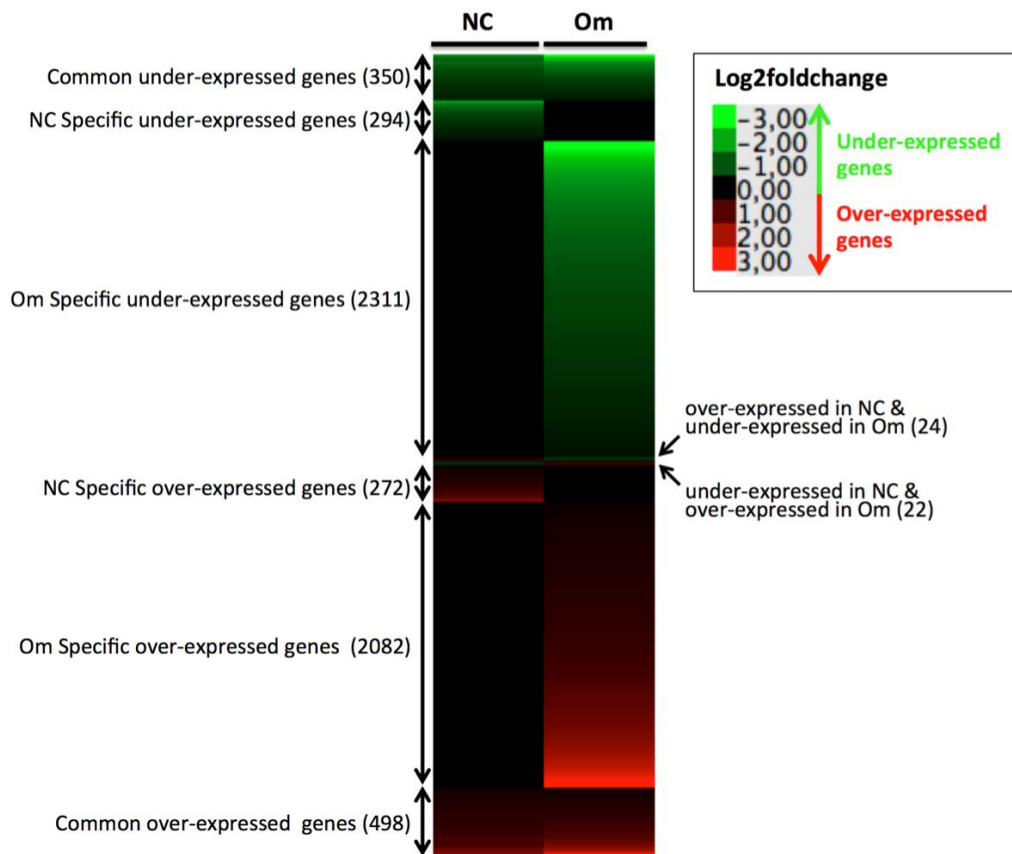 NC
Om
Common under-expressed genes (350)
NC Specific under-expressed genes (294)
Om Specific under-expressed genes (2311)
NC Specific over-expressed genes (272)
Om Specific over-expressed genes (2082)
Common over-expressed genes (498)
over-expressed in NC &
under-expressed in Om (24)
under-expressed in NC &
over-expressed in Om (22)
Log2foldchange
-3,00
-2,00
-1,00
0,00
1,00
2,00
3,00
Under-expressed
genes
Over-expressed
genes